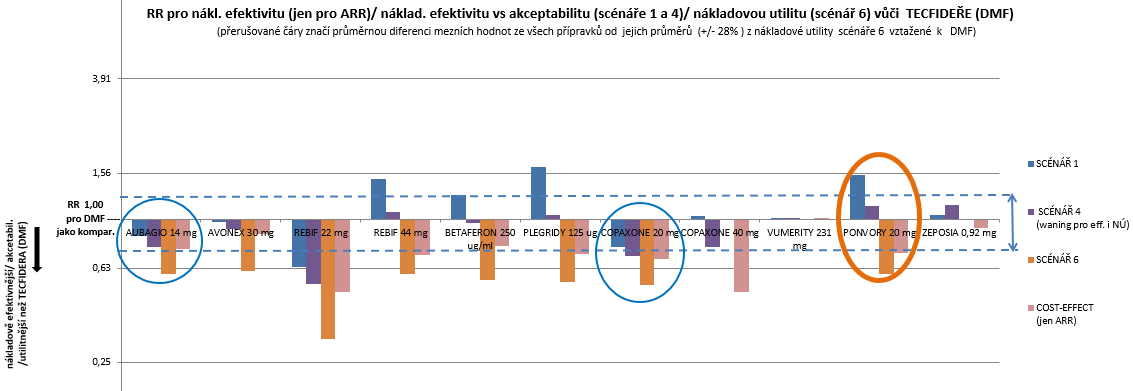 RR pro nákl. efektivitu (jen pro ARR)/ náklad. efektivitu vs akceptabilitu (scénáře 1 a 4)/ nákladovou utilitu (scénář 6) vůči TECFIDEŘE (DMF)
(přerušované čáry značí průměrnou diferenci mezních hodnot ze všech přípravků od jejich průměrů (+/- 28% ) z nákladové utility scénáře 6 vztažené k DMF)
3,91
1,56
RR 1,00
pro DMF ---
jako kompar.
0,63
0,25
nákladově efektivnější/ akceptabil.
/utilitnější než TECFIDERA (DMF)
AUBAGIO 14 mg
AVONEX 30 mg
REBIF 22 mg
REBIF 44 mg
BETAFERON 250
ug/ml
PLEGRIDY 125 ug
COPAXONE 20 mg
COPAXONE 40 mg
VUMERITY 231
mg
PONVORY 20 mg
ZEPOSIA 0,92 mg
SCÉNÁŘ 1
SCÉNÁŘ 4
(waning pro eff. i NÚ)
SCÉNÁŘ 6
COST-EFFECT
(jen ARR)